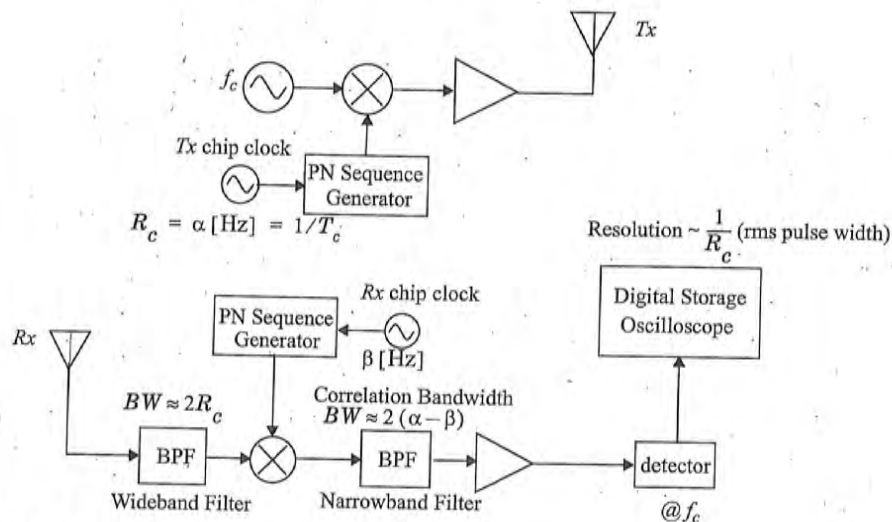 Tx
f_c
Tx chip clock
PN Sequence
Generator
R_c = α [Hz] = 1/T_c
Resolution ~ 1/R_c (rms pulse width)
Digital Storage
Oscilloscope
Rx chip clock
PN Sequence
Generator
β [Hz]
Rx
BW ≈ 2R_c
Correlation Bandwidth
BW ≈ 2 (α−β)
BPF
BPF
detector
Wideband Filter
Narrowband Filter
@ f_c